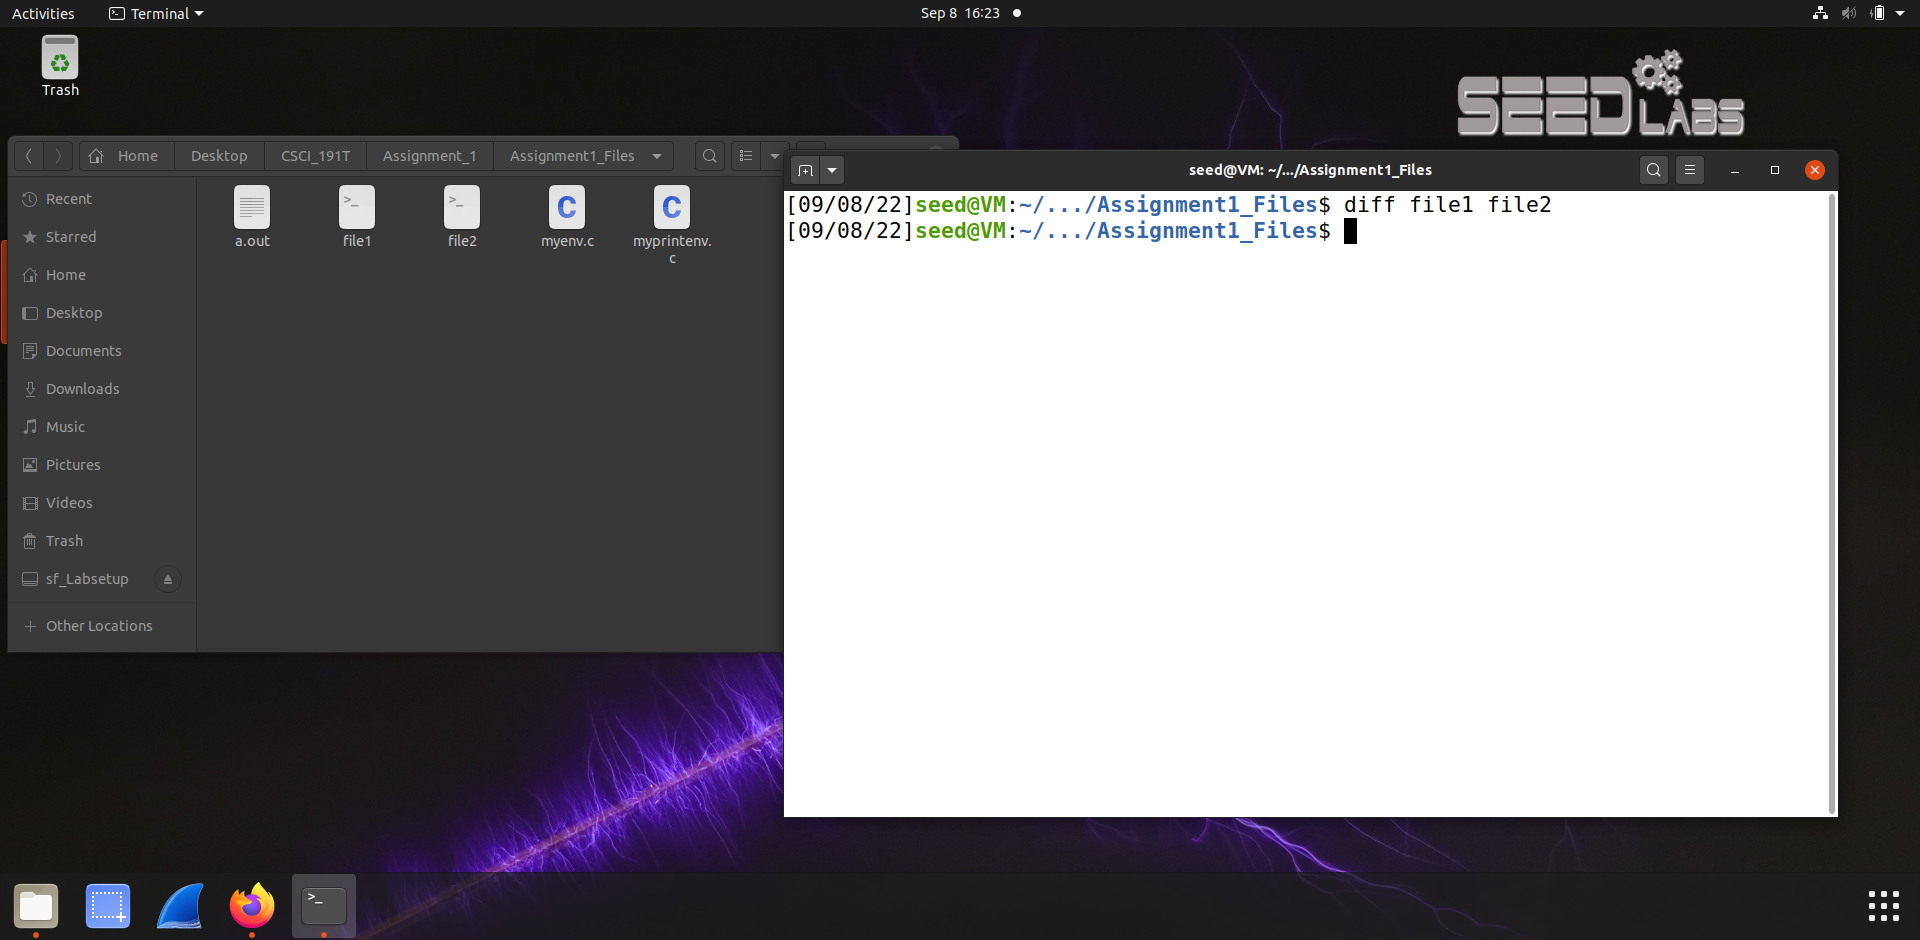 Activities
Terminal
Sep 8 16:23
Trash
SEED LABS
Home
Desktop
CSCI_191T
Assignment_1
Assignment1_Files
Recent
Starred
Home
Desktop
Documents
Downloads
Music
Pictures
Videos
Trash
sf_Labsetup
Other Locations
a.out
>_
file1
>_
file2
C
myenv.c
C
myprintenv.
c
seed@VM: ~/.../Assignment1_Files
[09/08/22]seed@VM:~/.../Assignment1_Files$ diff file1 file2
[09/08/22]seed@VM:~/.../Assignment1_Files$
>_